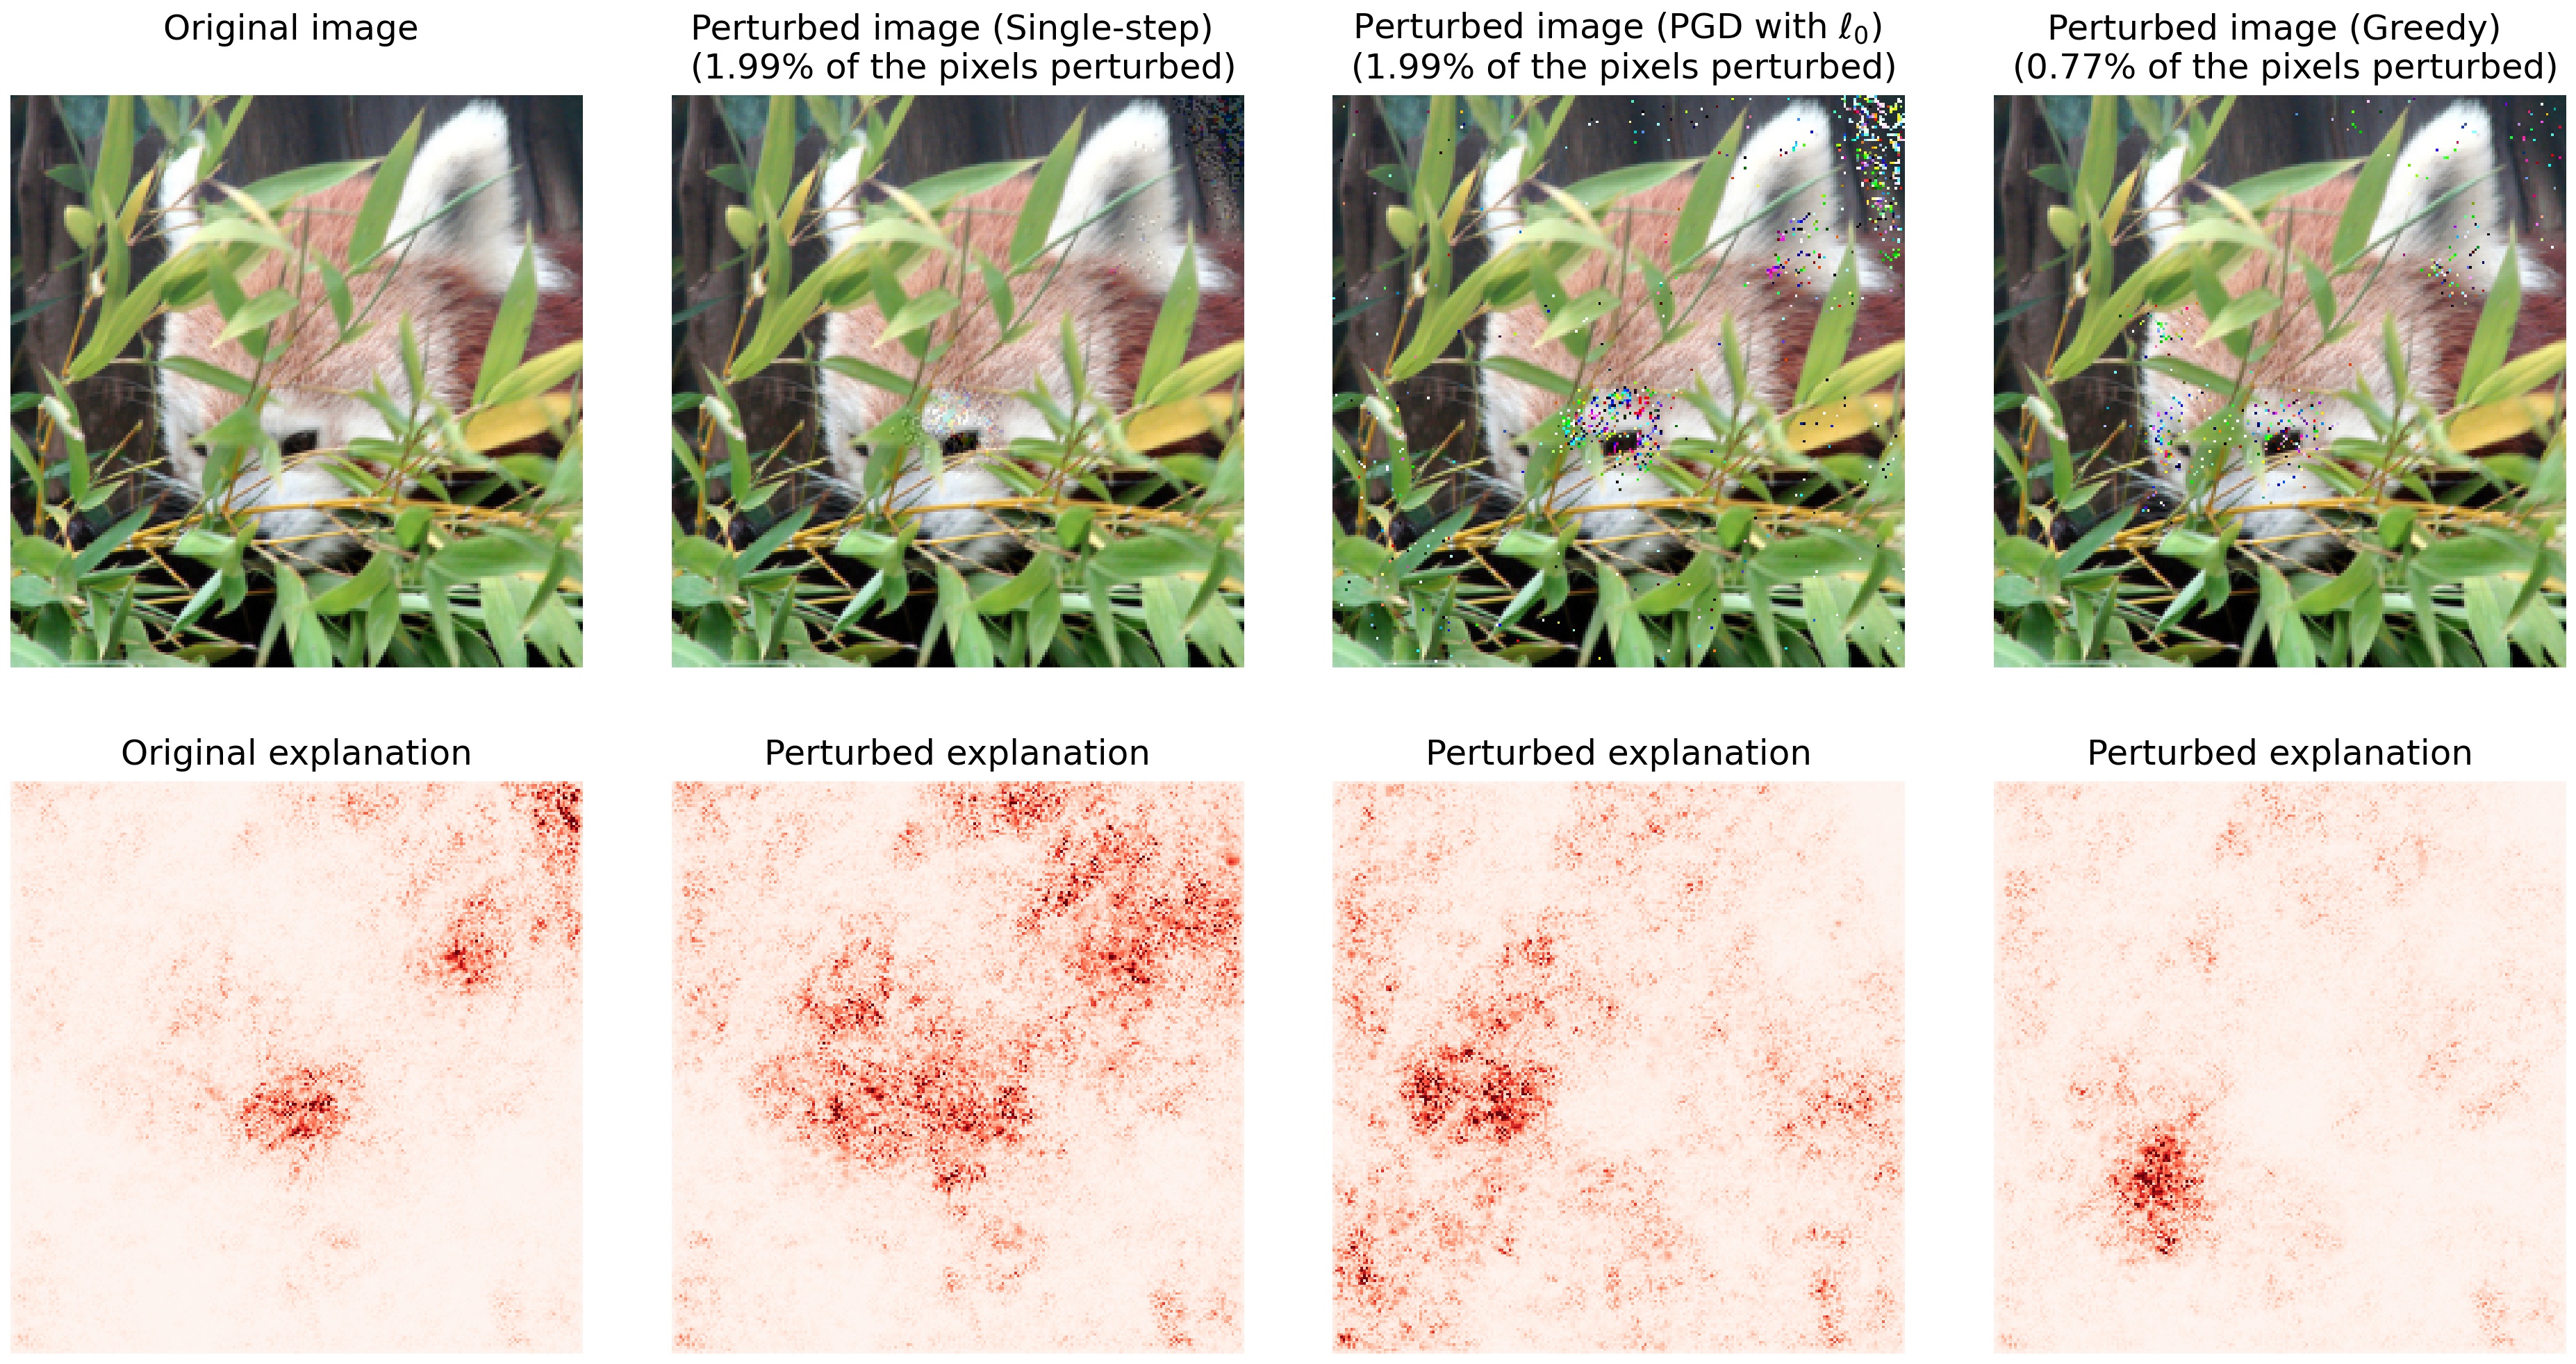 Original image
Perturbed image (Single-step)
(1.99% of the pixels perturbed)
Perturbed image (PGD with ℓ₀)
(1.99% of the pixels perturbed)
Perturbed image (Greedy)
(0.77% of the pixels perturbed)
Original explanation
Perturbed explanation
Perturbed explanation
Perturbed explanation